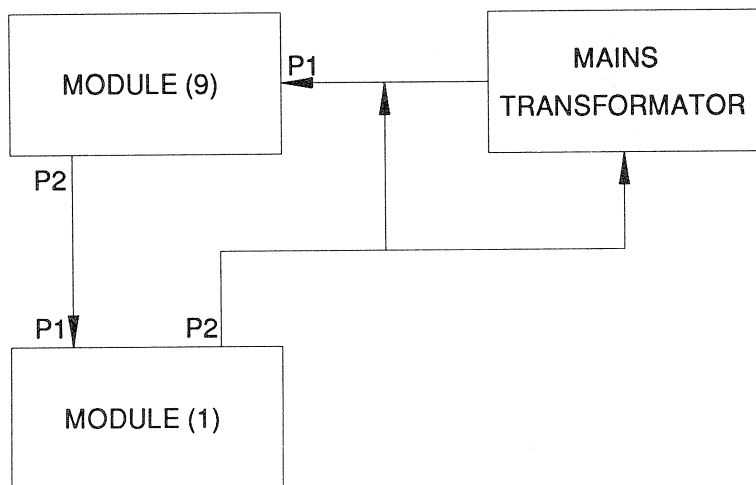 MODULE (9)
P1
MAINS
TRANSFORMATOR
P2
P1
P2
MODULE (1)